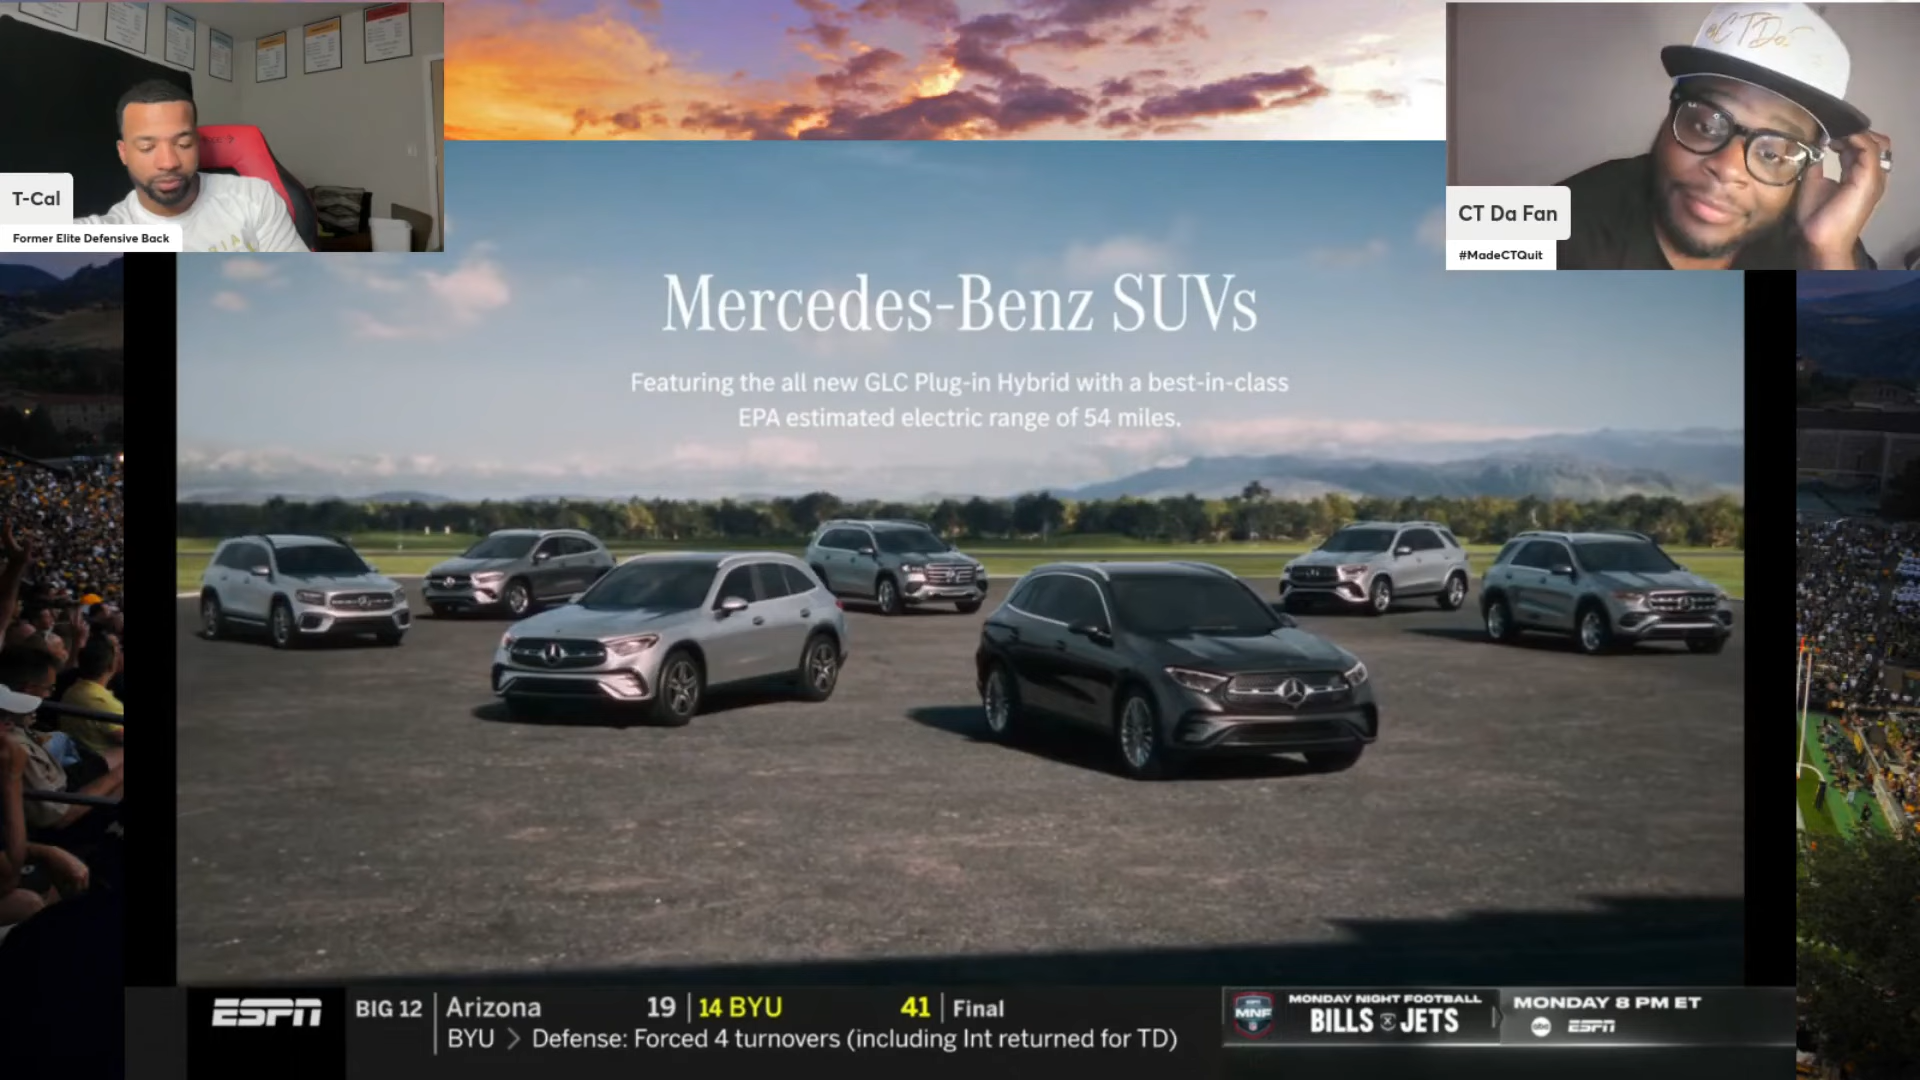 T-Cal
Former Elite Defensive Back
CT Da Fan
#MadeCTQuit
Mercedes-Benz SUVs
Featuring the all new GLC Plug-in Hybrid with a best-in-class
EPA estimated electric range of 54 miles.
ESPN
BIG 12
Arizona 19 14 BYU 41 Final
BYU > Defense: Forced 4 turnovers (including Int returned for TD)
MNF
MONDAY NIGHT FOOTBALL
BILLS X JETS
MONDAY 8 PM ET
abc ESPN